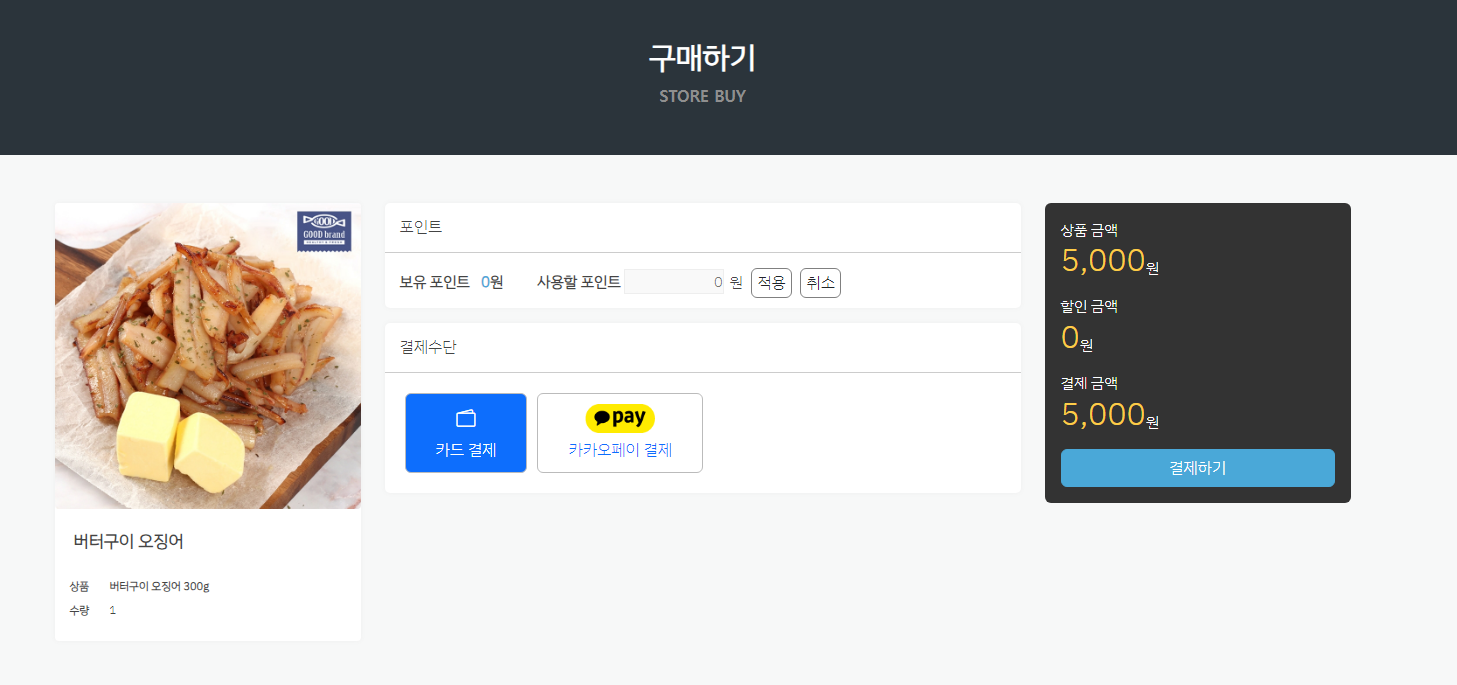 구매하기
STORE BUY
GOOD
GOOD brand
버터구이 오징어
상품 버터구이 오징어 300g
수량 1
포인트
보유 포인트 0원 사용할 포인트 0 원 적용 취소
결제수단
카드 결제
pay
카카오페이 결제
상품 금액
5,000원
할인 금액
0원
결제 금액
5,000원
결제하기